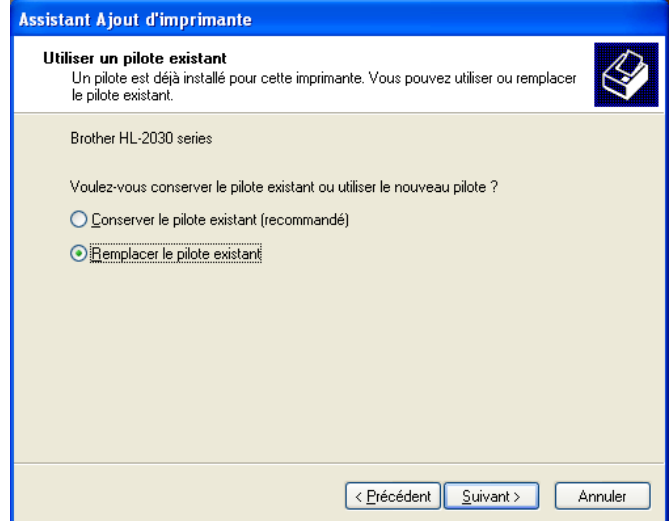 Assistant Ajout d'imprimante
Utiliser un pilote existant
Un pilote est déjà installé pour cette imprimante. Vous pouvez utiliser ou remplacer
le pilote existant.
Brother HL-2030 series
Voulez-vous conserver le pilote existant ou utiliser le nouveau pilote ?
Conserver le pilote existant (recommandé)
Remplacer le pilote existant
< Précédent Suivant > Annuler